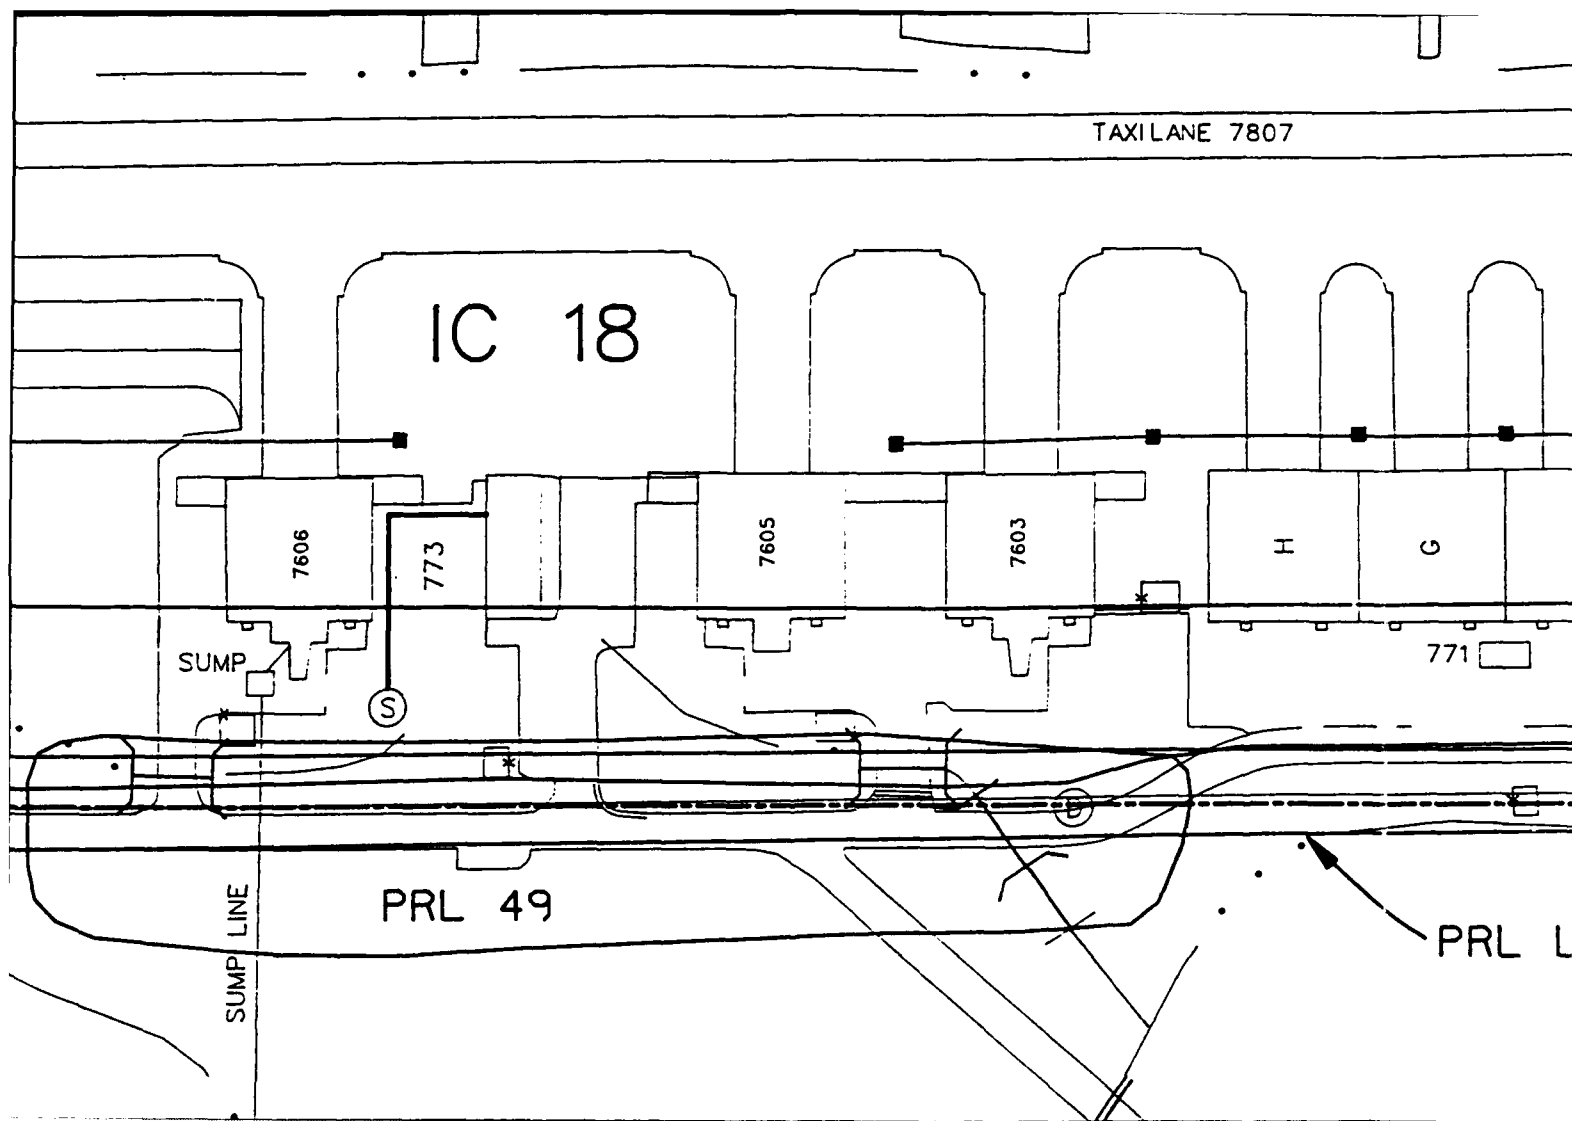 TAXILANE 7807
IC 18
7606
773
7605
7603
H
G
771
SUMP
S
D
PRL 49
SUMP LINE
PRL L